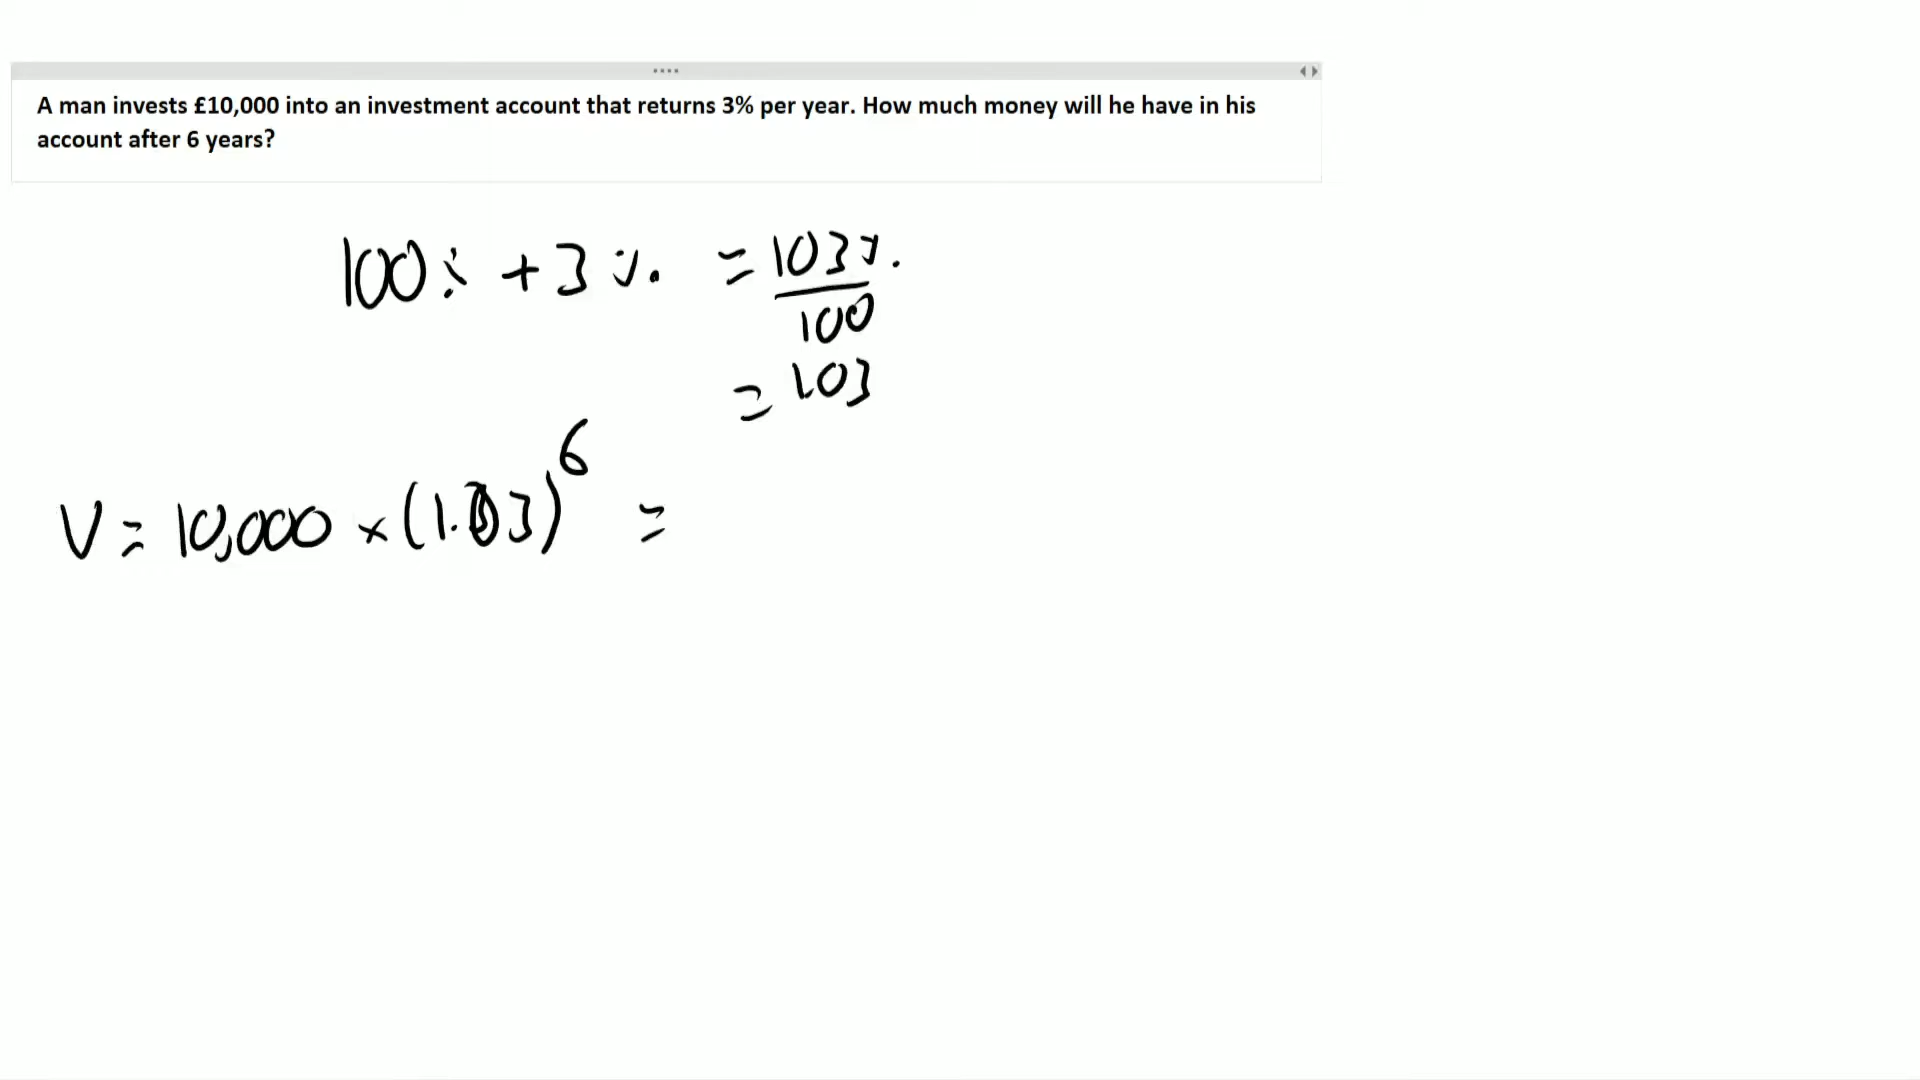 A man invests £10,000 into an investment account that returns 3% per year. How much money will he have in his
account after 6 years?
100% + 3% = 103%.
100
= 1.03
V = 10,000 × (1.03)^6 =